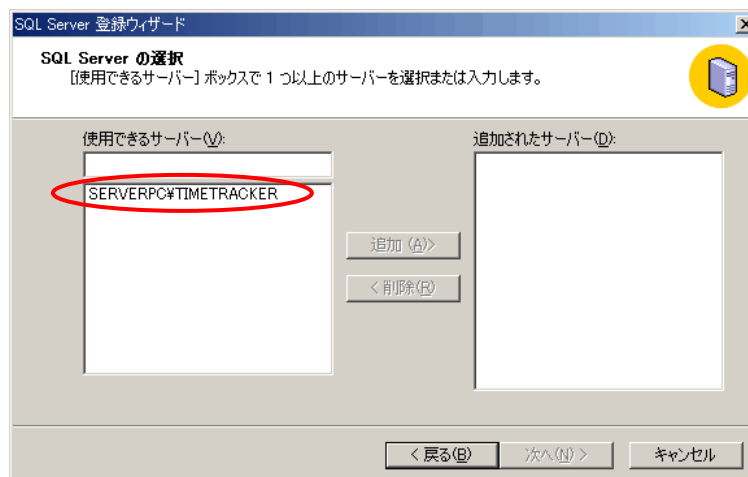 SQL Server 登録ウィザード
SQL Server の選択
[使用できるサーバー] ボックスで 1 つ以上のサーバーを選択または入力します。
使用できるサーバー(V):
追加されたサーバー(D):
SERVERPC¥TIMETRACKER
追加 (A)>
< 削除(R)
< 戻る(B)
次へ(N) >
キャンセル